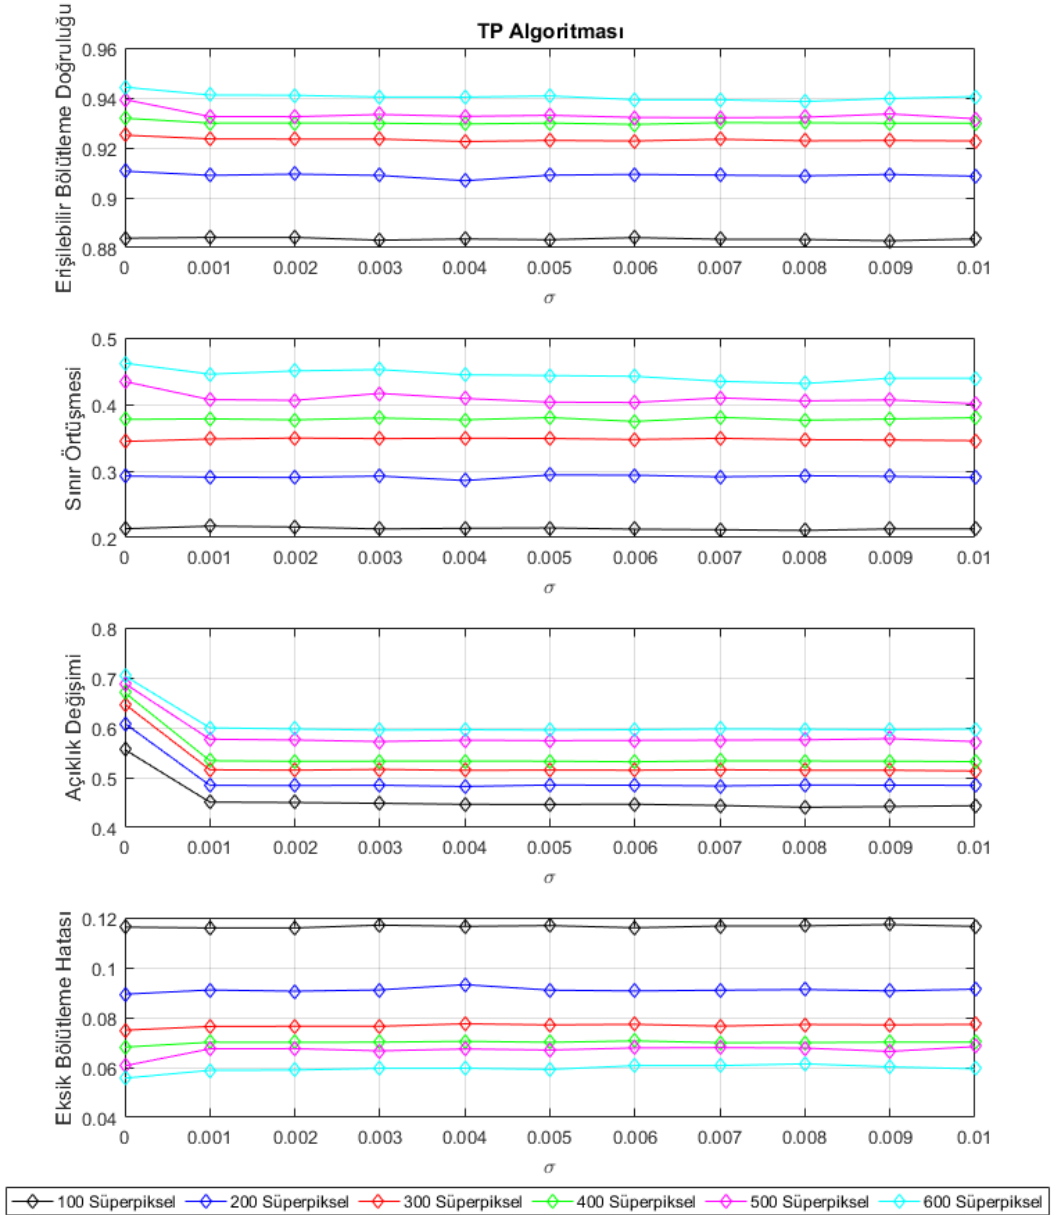 TP Algoritması
Erişilebilir Bölütleme Doğruluğu
0.96
0.94
0.92
0.9
0.88
0 0.001 0.002 0.003 0.004 0.005 0.006 0.007 0.008 0.009 0.01
σ
Sınır Örtüşmesi
0.5
0.4
0.3
0.2
0 0.001 0.002 0.003 0.004 0.005 0.006 0.007 0.008 0.009 0.01
σ
Açıklık Değişimi
0.8
0.7
0.6
0.5
0.4
0 0.001 0.002 0.003 0.004 0.005 0.006 0.007 0.008 0.009 0.01
σ
Eksik Bölütleme Hatası
0.12
0.1
0.08
0.06
0.04
0 0.001 0.002 0.003 0.004 0.005 0.006 0.007 0.008 0.009 0.01
σ
100 Süperpiksel 200 Süperpiksel 300 Süperpiksel 400 Süperpiksel 500 Süperpiksel 600 Süperpiksel